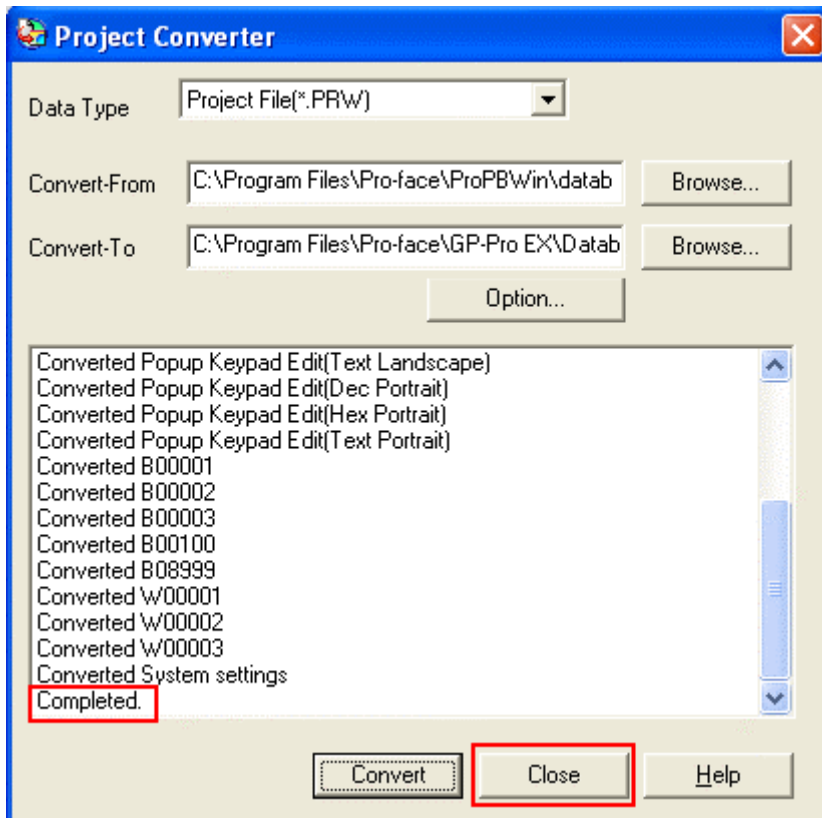 Project Converter
Data Type
Project File(*.PRW)
Convert-From
C:\Program Files\Pro-face\ProPBWin\datab
Browse...
Convert-To
C:\Program Files\Pro-face\GP-Pro EX\Datab
Browse...
Option...
Converted Popup Keypad Edit(Text Landscape)
Converted Popup Keypad Edit(Dec Portrait)
Converted Popup Keypad Edit(Hex Portrait)
Converted Popup Keypad Edit(Text Portrait)
Converted B00001
Converted B00002
Converted B00003
Converted B00100
Converted B08999
Converted W00001
Converted W00002
Converted W00003
Converted System settings
Completed.
Convert
Close
Help